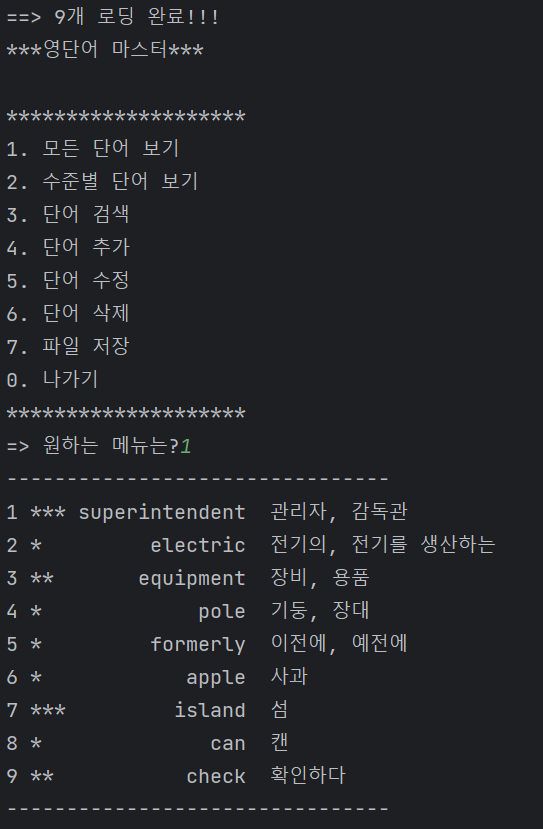 ==> 9개 로딩 완료!!!
***영단어 마스터***
********************
1. 모든 단어 보기
2. 수준별 단어 보기
3. 단어 검색
4. 단어 추가
5. 단어 수정
6. 단어 삭제
7. 파일 저장
0. 나가기
********************
=> 원하는 메뉴는?1
--------------------------------
1 *** superintendent  관리자, 감독관
2 *         electric  전기의, 전기를 생산하는
3 **       equipment  장비, 용품
4 *             pole  기둥, 장대
5 *         formerly  이전에, 예전에
6 *            apple  사과
7 ***         island  섬
8 *              can  캔
9 **           check  확인하다
--------------------------------